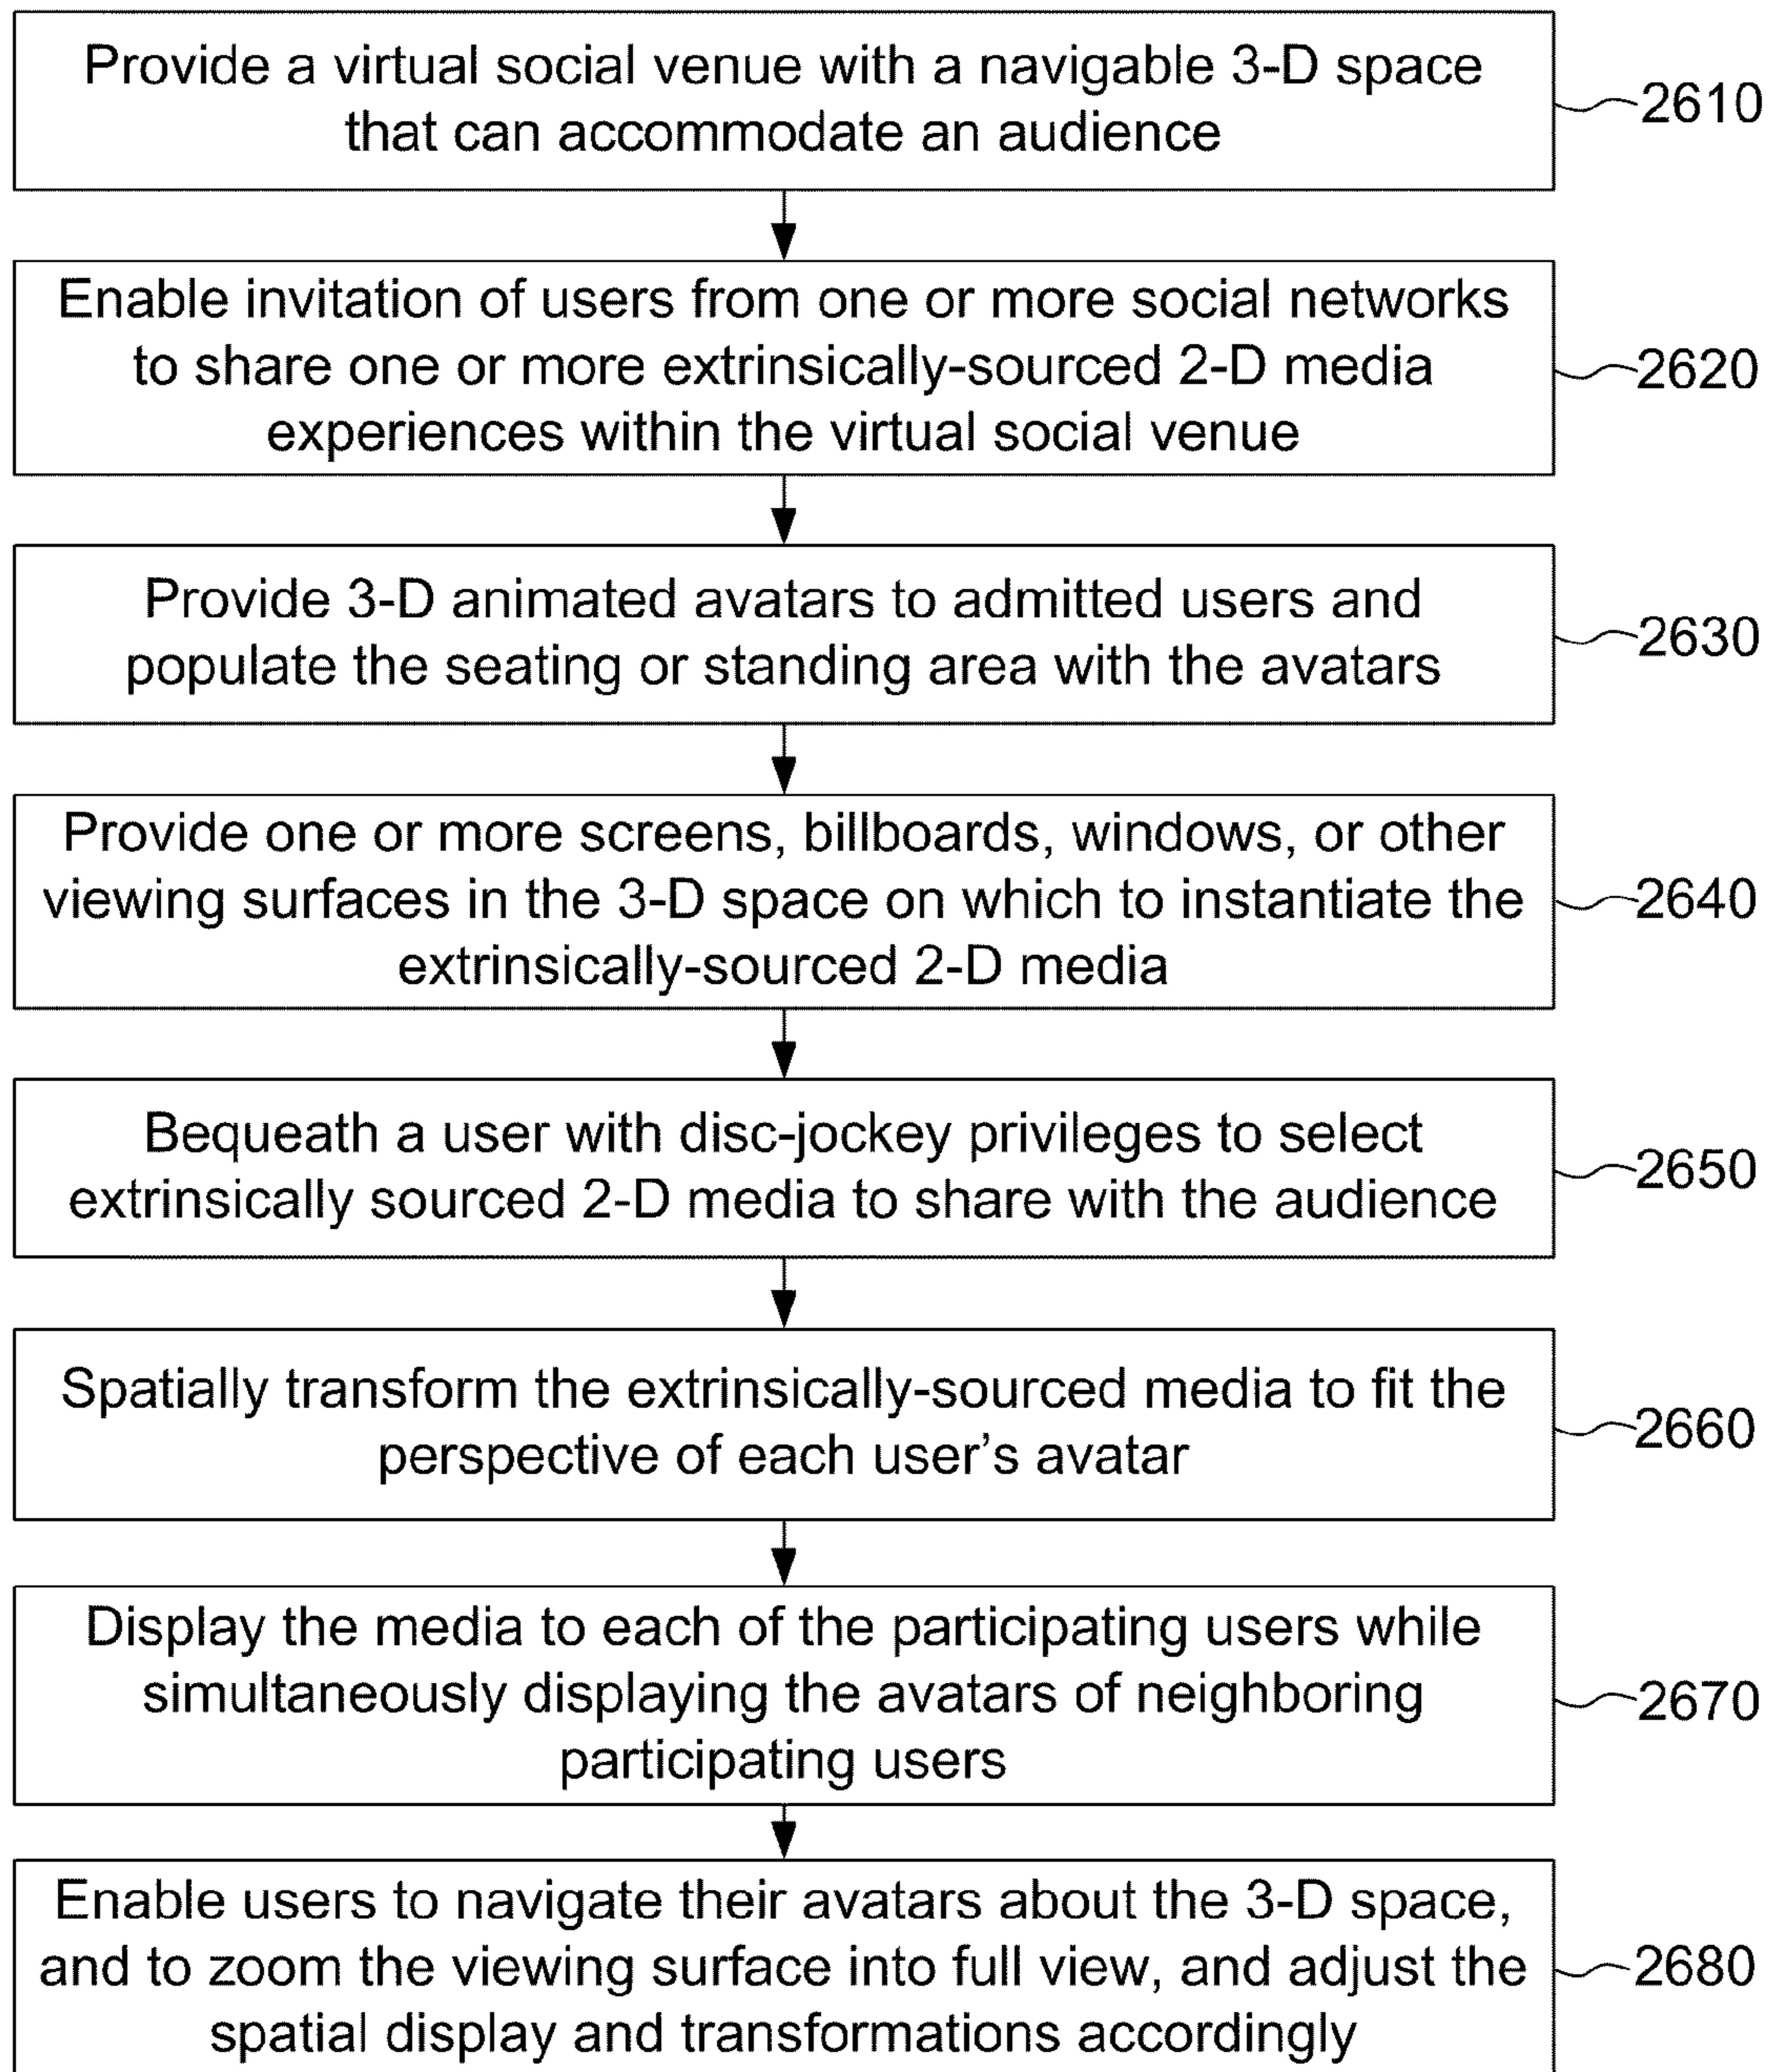 Provide a virtual social venue with a navigable 3-D space
that can accommodate an audience
2610
Enable invitation of users from one or more social networks
to share one or more extrinsically-sourced 2-D media
experiences within the virtual social venue
2620
Provide 3-D animated avatars to admitted users and
populate the seating or standing area with the avatars
2630
Provide one or more screens, billboards, windows, or other
viewing surfaces in the 3-D space on which to instantiate the
extrinsically-sourced 2-D media
2640
Bequeath a user with disc-jockey privileges to select
extrinsically sourced 2-D media to share with the audience
2650
Spatially transform the extrinsically-sourced media to fit the
perspective of each user's avatar
2660
Display the media to each of the participating users while
simultaneously displaying the avatars of neighboring
participating users
2670
Enable users to navigate their avatars about the 3-D space,
and to zoom the viewing surface into full view, and adjust the
spatial display and transformations accordingly
2680